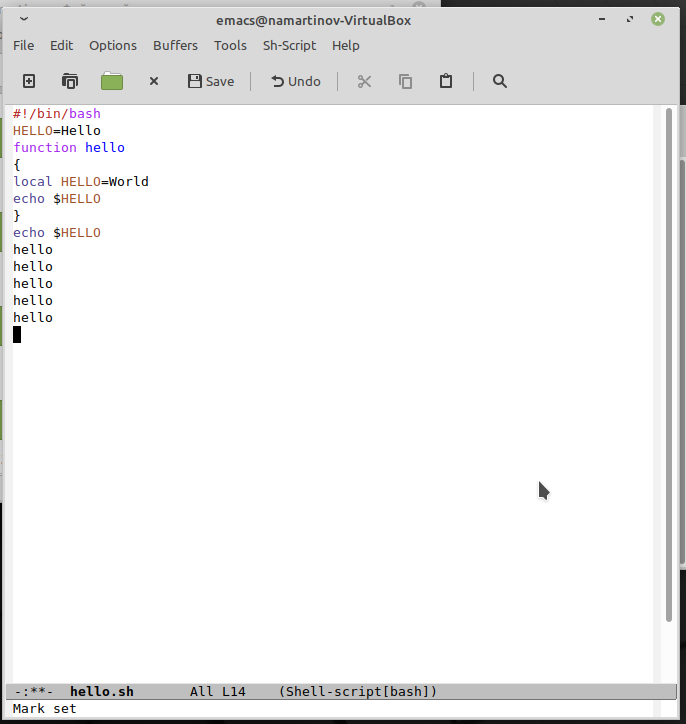 emacs@namartinov-VirtualBox
File Edit Options Buffers Tools Sh-Script Help
Save Undo
#!/bin/bash
HELLO=Hello
function hello
{
local HELLO=World
echo $HELLO
}
echo $HELLO
hello
hello
hello
hello
hello
-:**- hello.sh All L14 (Shell-script[bash])
Mark set